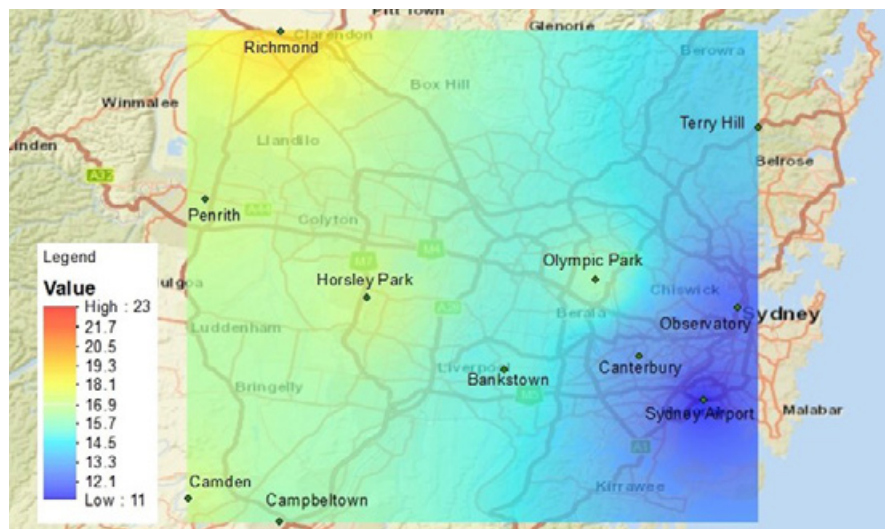 Pitt Town
Glenorie
Clarendon
Richmond
Berowra
Box Hill
Winmalee
Terry Hill
Llandilo
Linden
Belrose
A32
A44
Penrith
Colyton
M4
Legend
Olympic Park
M7
Horsley Park
Value
Chiswick
High : 23
A28
Berala
Sydney
21.7
Observatory
20.5
Luddenham
19.3
Liverpool
Canterbury
18.1
Bankstown
16.9
Bringelly
M5
Sydney Airport
Malabar
15.7
14.5
A1
13.3
Camden
Kirrawee
12.1
Campbeltown
Low : 11